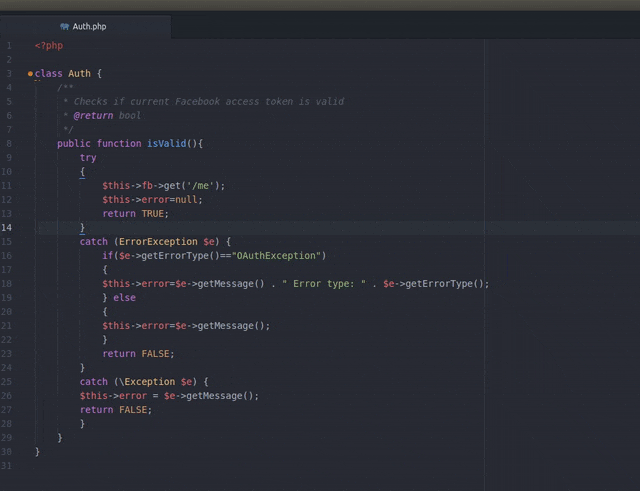 Auth.php
1 <?php
2
3 class Auth {
4 /**
5 * Checks if current Facebook access token is valid
6 * @return bool
7 */
8 public function isValid(){
9 try
10 {
11 $this->fb->get('/me');
12 $this->error=null;
13 return TRUE;
14 }
15 catch (ErrorException $e) {
16 if($e->getErrorType()=="OAuthException")
17 {
18 $this->error=$e->getMessage() . " Error type: " . $e->getErrorType();
19 } else
20 {
21 $this->error=$e->getMessage();
22 }
23 return FALSE;
24 }
25 catch (\Exception $e) {
26 $this->error = $e->getMessage();
27 return FALSE;
28 }
29 }
30 }
31